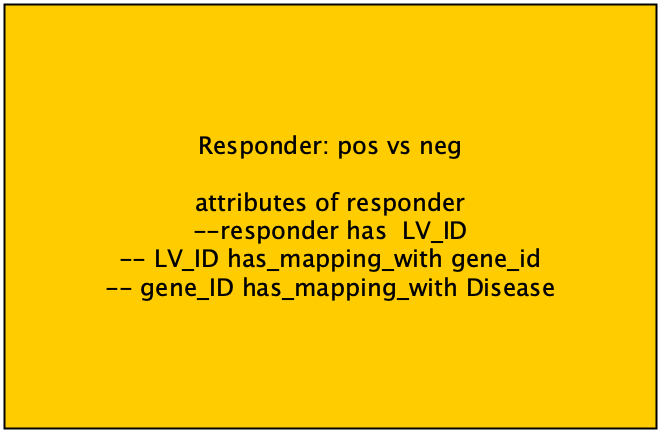 Responder: pos vs neg
attributes of responder
--responder has  LV_ID
-- LV_ID has_mapping_with gene_id
-- gene_ID has_mapping_with Disease